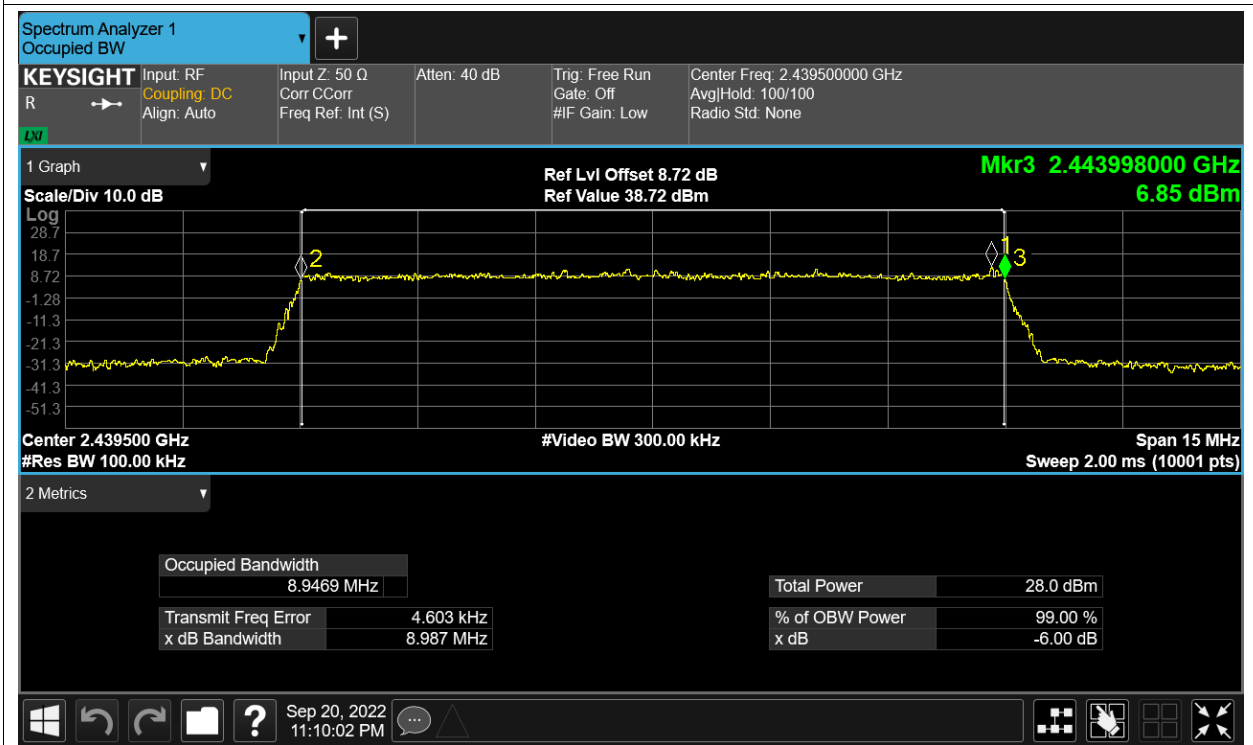 Spectrum Analyzer 1
Occupied BW
KEYSIGHT
R
LXI
Input: RF
Coupling: DC
Align: Auto
Input Z: 50 Ω
Corr CCorr
Freq Ref: Int (S)
Atten: 40 dB
Trig: Free Run
Gate: Off
#IF Gain: Low
Center Freq: 2.439500000 GHz
Avg|Hold: 100/100
Radio Std: None
1 Graph
Scale/Div 10.0 dB
Ref Lvl Offset 8.72 dB
Ref Value 38.72 dBm
Mkr3 2.443998000 GHz
6.85 dBm
Log
28.7
18.7
8.72
-1.28
-11.3
-21.3
-31.3
-41.3
-51.3
2
1
3
Center 2.439500 GHz
#Video BW 300.00 kHz
Span 15 MHz
#Res BW 100.00 kHz
Sweep 2.00 ms (10001 pts)
2 Metrics
Occupied Bandwidth
8.9469 MHz
Total Power 28.0 dBm
Transmit Freq Error 4.603 kHz
% of OBW Power 99.00 %
x dB Bandwidth 8.987 MHz
x dB -6.00 dB
?
Sep 20, 2022
11:10:02 PM